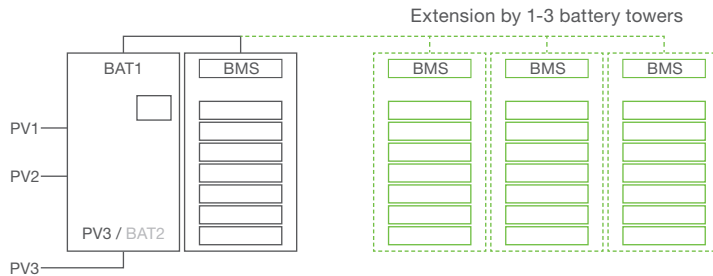 Extension by 1-3 battery towers
BAT1
BMS
BMS
BMS
BMS
PV1
PV2
PV3 / BAT2
PV3